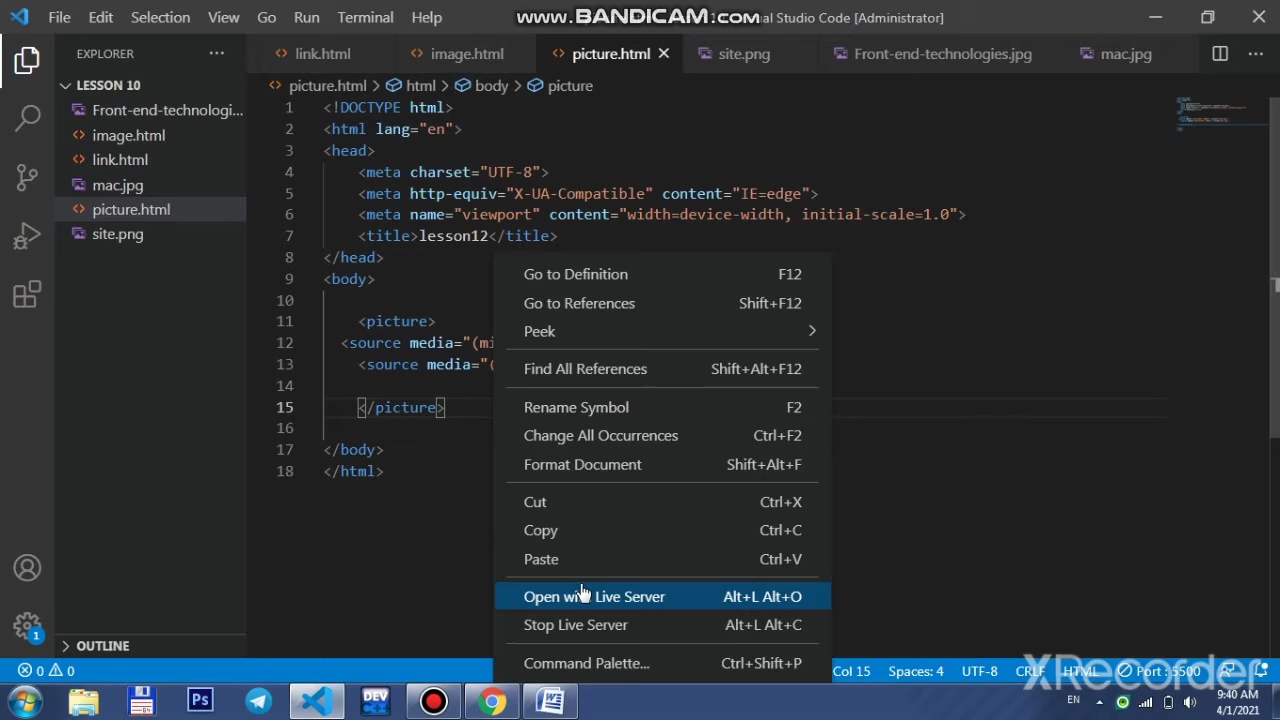 File Edit Selection View Go Run Terminal Help www.BANDICAM.com 1 ual Studio Code [Administrator]
EXPLORER
link.html image.html picture.html site.png Front-end-technologies.jpg mac.jpg
LESSON 10
Front-end-technologi...
image.html
link.html
mac.jpg
picture.html
site.png
OUTLINE
picture.html > html > body > picture
1 <!DOCTYPE html>
2 <html lang="en">
3 <head>
4 <meta charset="UTF-8">
5 <meta http-equiv="X-UA-Compatible" content="IE=edge">
6 <meta name="viewport" content="width=device-width, initial-scale=1.0">
7 <title>lesson12</title>
8 </head>
9 <body>
10
11 <picture>
12 <source media="(mi
13 <source media="(
14
15 </picture>
16
17 </body>
18 </html>
Go to Definition F12
Go to References Shift+F12
Peek
Find All References Shift+Alt+F12
Rename Symbol F2
Change All Occurrences Ctrl+F2
Format Document Shift+Alt+F
Cut Ctrl+X
Copy Ctrl+C
Paste Ctrl+V
Open with Live Server Alt+L Alt+O
Stop Live Server Alt+L Alt+C
Command Palette... Ctrl+Shift+P
1
0 0 Col 15 Spaces: 4 UTF-8 CRLF HTML Port : 5500
XRecorder
Ps DEV EN 9:40 AM
4/1/2021